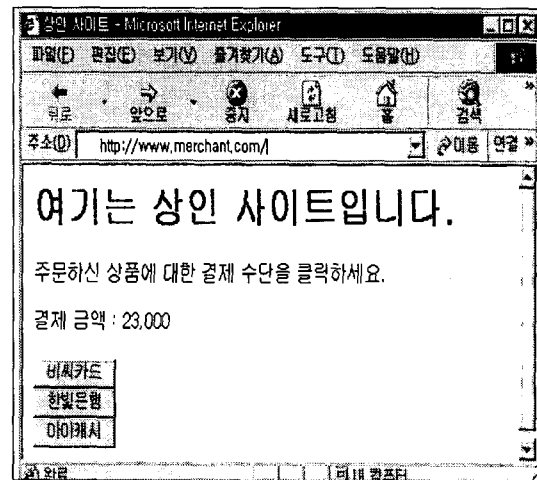 상인 사이트 - Microsoft Internet Explorer
파일(F) 편집(E) 보기(V) 즐겨찾기(A) 도구(T) 도움말(H)
뒤로 앞으로 중지 새로고침 홈 검색 »
주소(D) http://www.merchant.com/ 이동 연결 »
여기는 상인 사이트입니다.
주문하신 상품에 대한 결제 수단을 클릭하세요.
결제 금액 : 23,000
비씨카드
한빛은행
아이캐시
완료 내 컴퓨터